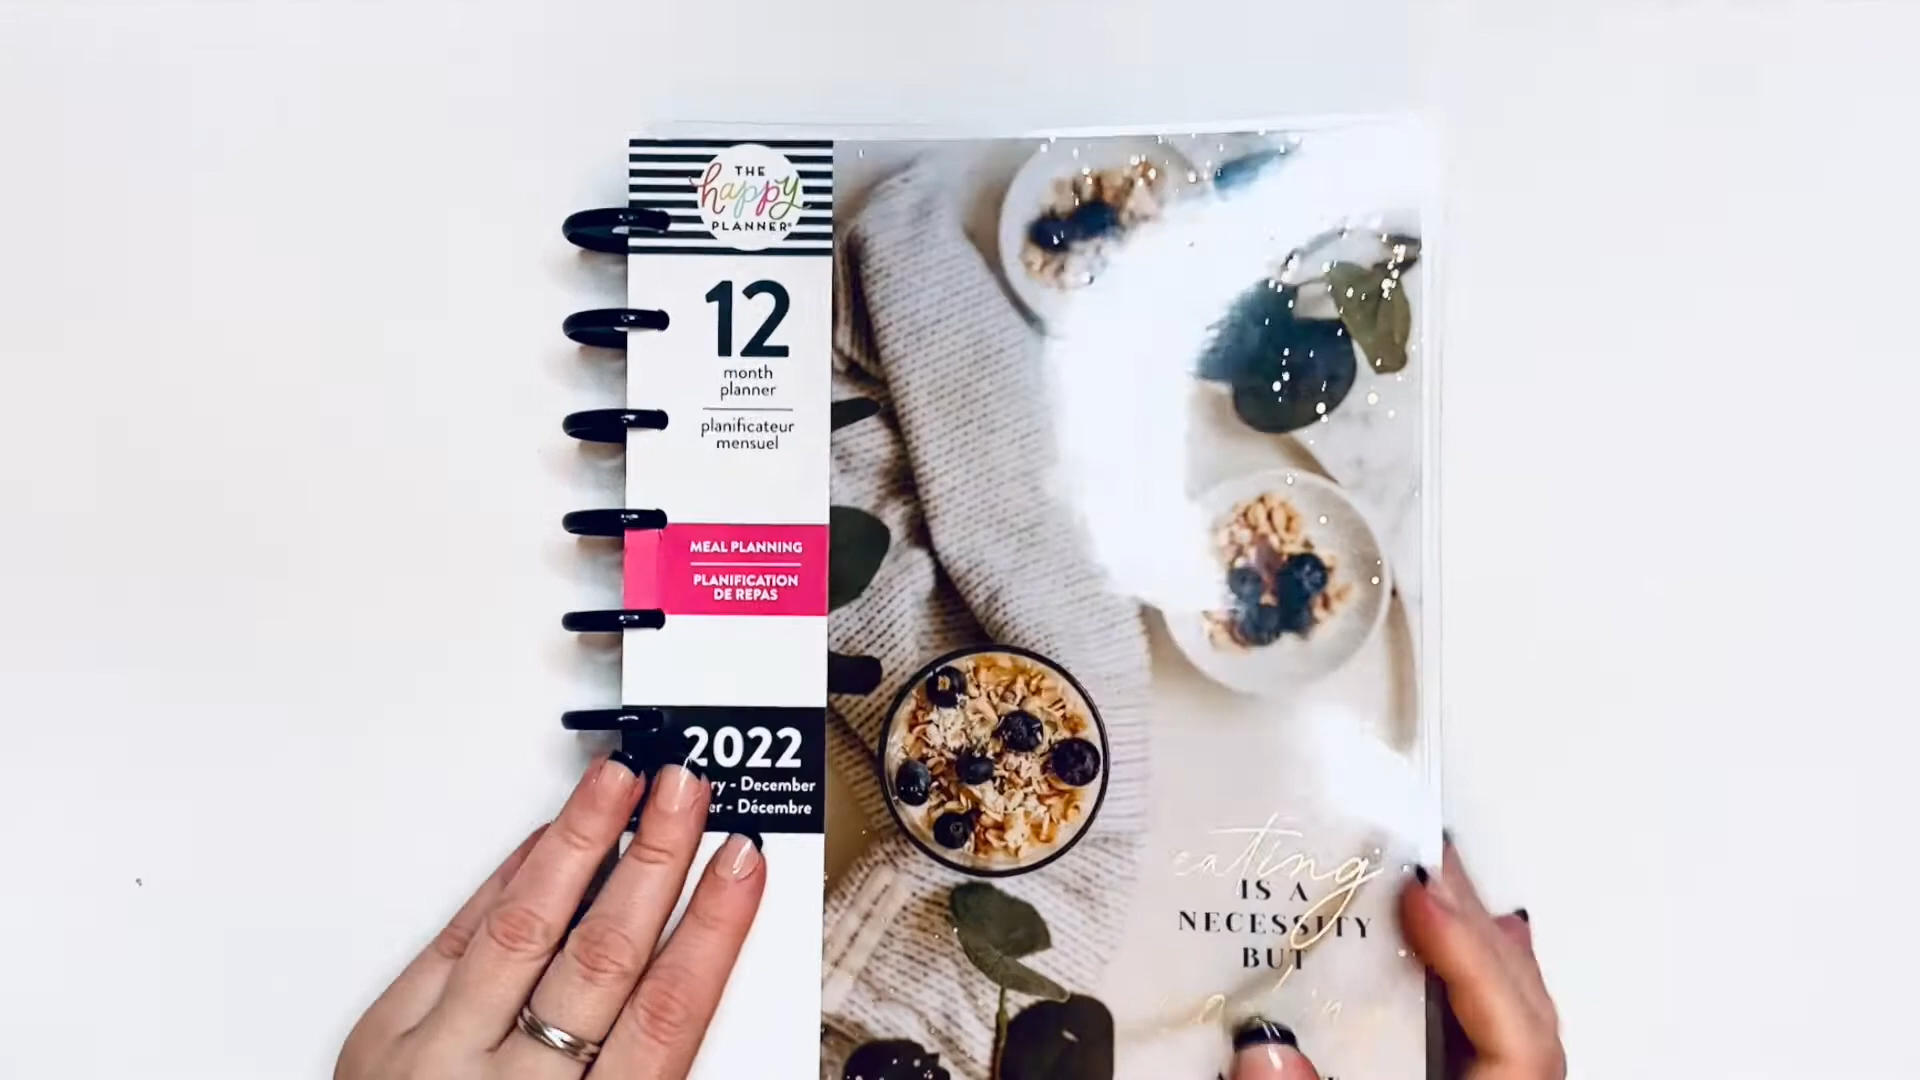 THE
happy
PLANNER®
12
month
planner
planificateur
mensuel
MEAL PLANNING
PLANIFICATION
DE REPAS
2022
- December
- Décembre
eating
IS A
NECESSITY
BUT